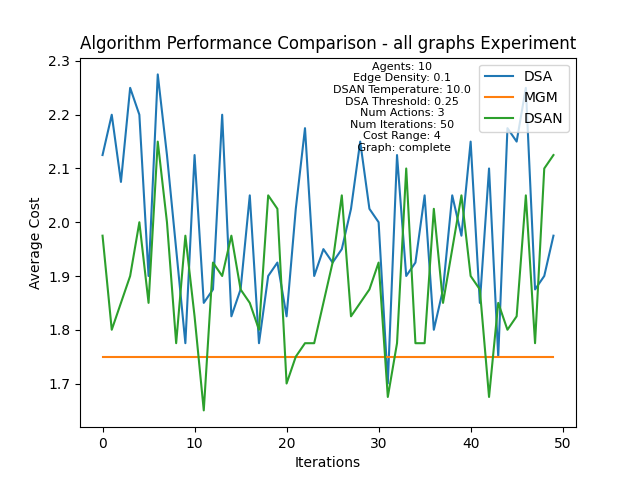 Algorithm Performance Comparison - all graphs Experiment
Agents: 10
Edge Density: 0.1
DSAN Temperature: 10.0
DSA Threshold: 0.25
Num Actions: 3
Num Iterations: 50
Cost Range: 4
Graph: complete
DSA
MGM
DSAN
Average Cost
2.3
2.2
2.1
2.0
1.9
1.8
1.7
0
10
20
30
40
50
Iterations